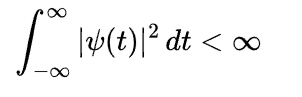 ∫_{-∞}^{∞} |ψ(t)|² dt < ∞